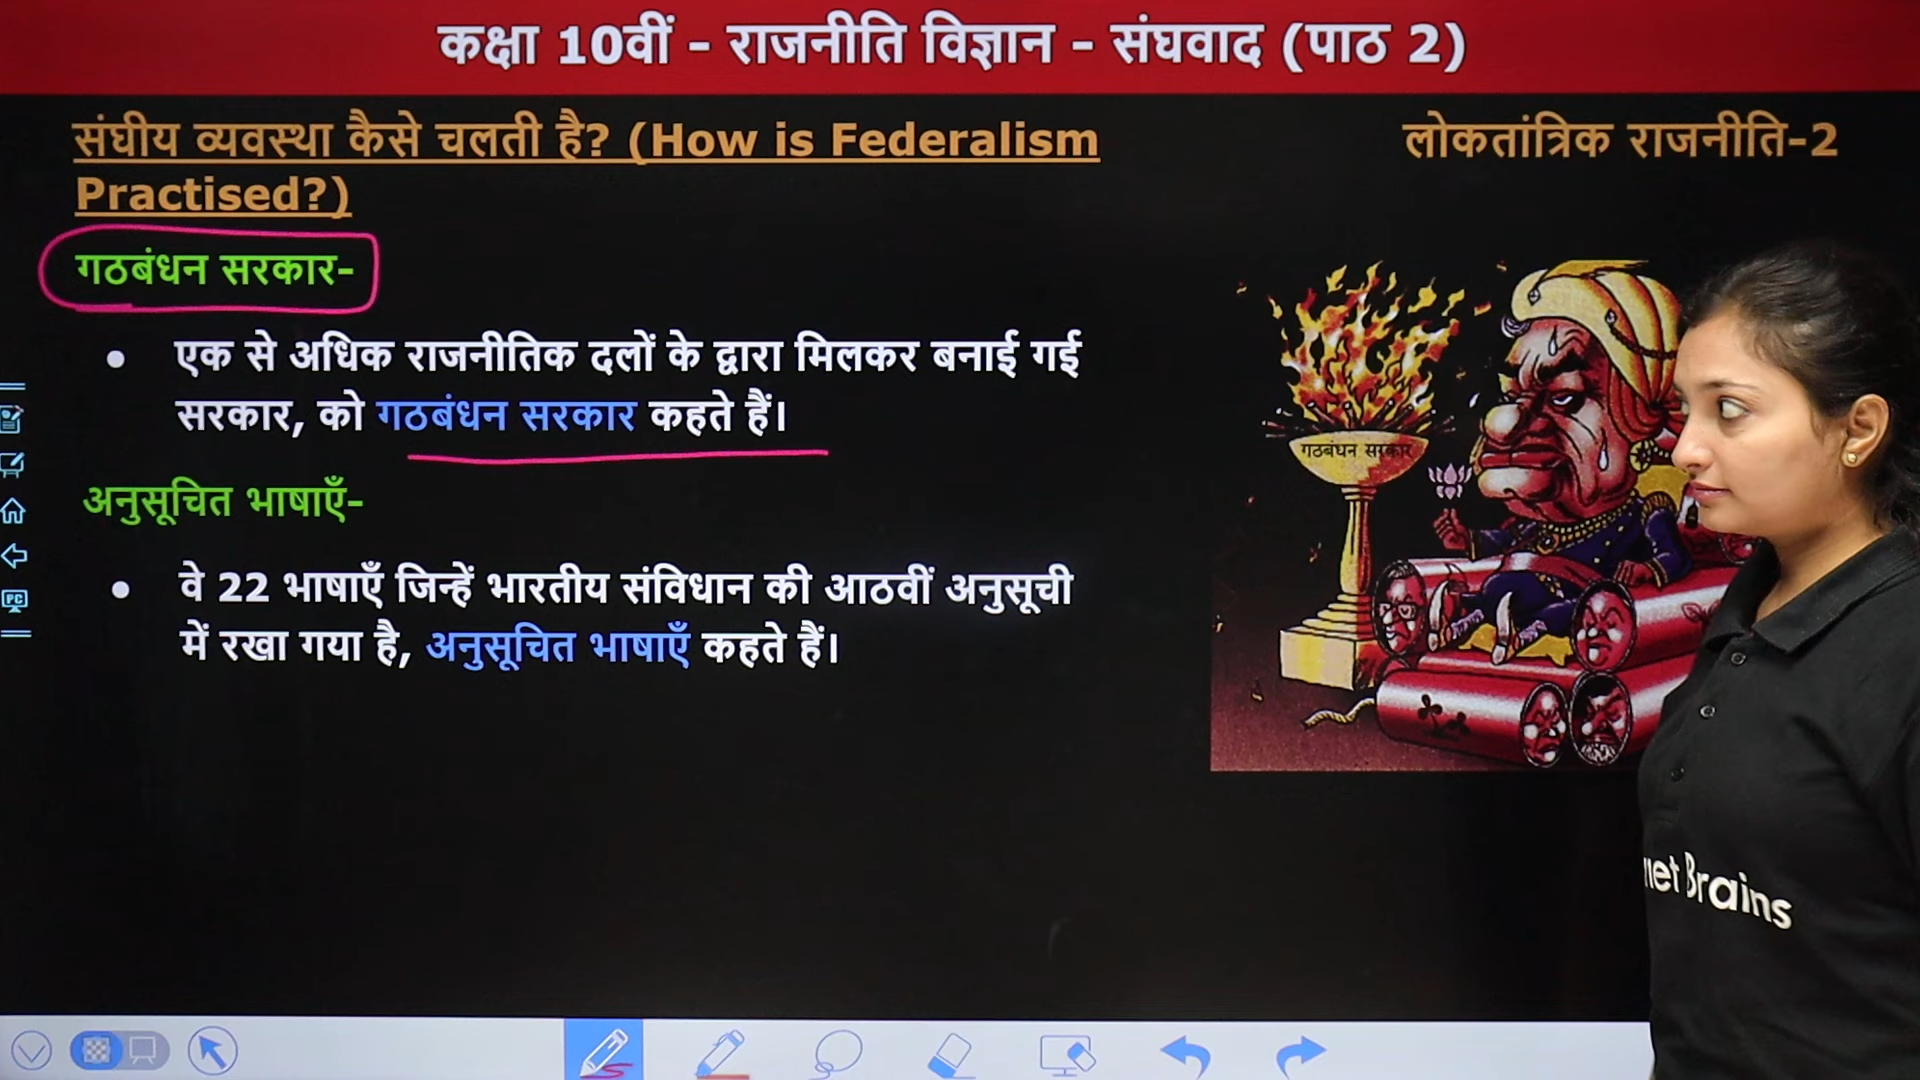 कक्षा 10वीं - राजनीति विज्ञान - संघवाद (पाठ 2)
संघीय व्यवस्था कैसे चलती है? (How is Federalism
Practised?)
लोकतांत्रिक राजनीति-2
गठबंधन सरकार-
एक से अधिक राजनीतिक दलों के द्वारा मिलकर बनाई गई
सरकार, को गठबंधन सरकार कहते हैं।
गठबंधन सरकार
अनुसूचित भाषाएँ-
वे 22 भाषाएँ जिन्हें भारतीय संविधान की आठवीं अनुसूची
में रखा गया है, अनुसूचित भाषाएँ कहते हैं।
PC
Brains